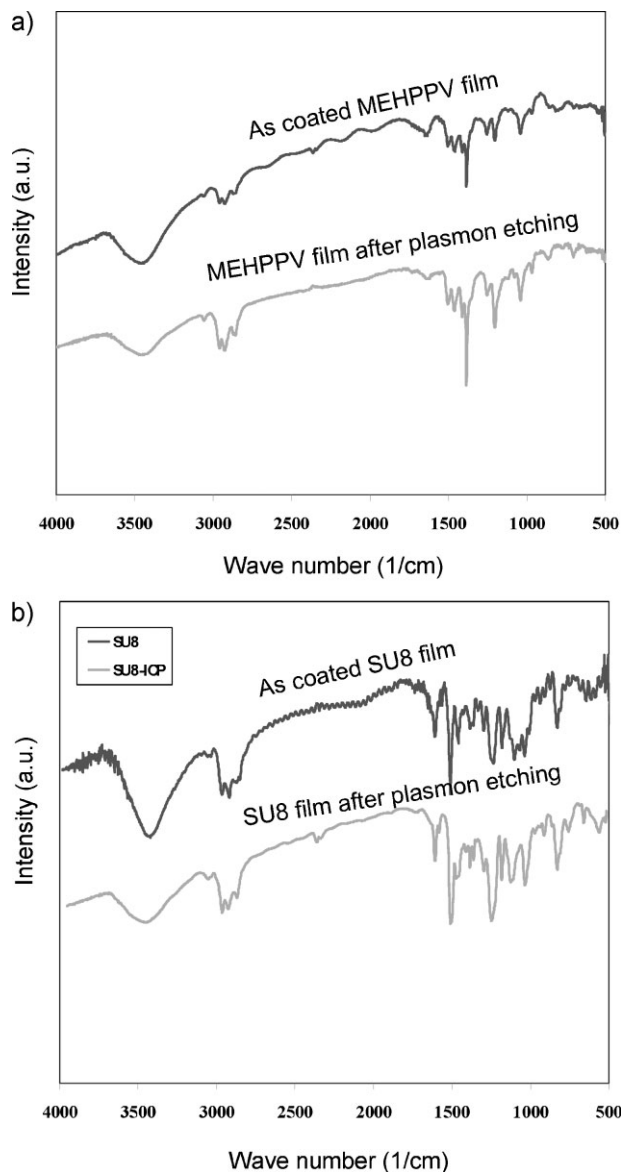 a)
As coated MEHPPV film
MEHPPV film after plasmon etching
Intensity (a.u.)
4000 3500 3000 2500 2000 1500 1000 500
Wave number (1/cm)
b)
SU8
SU8-ICP
As coated SU8 film
SU8 film after plasmon etching
Intensity (a.u.)
4000 3500 3000 2500 2000 1500 1000 500
Wave number (1/cm)